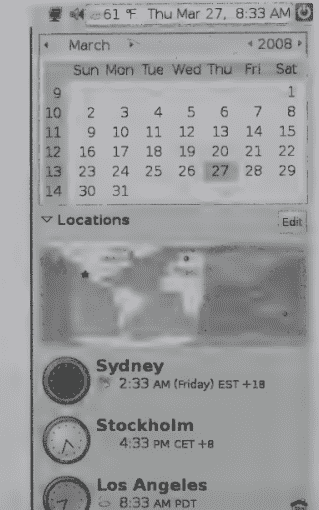 61 °F Thu Mar 27, 8:33 AM
March 2008
Sun Mon Tue Wed Thu Fri Sat
9 1
10 2 3 4 5 6 7 8
11 9 10 11 12 13 14 15
12 16 17 18 19 20 21 22
13 23 24 25 26 27 28 29
14 30 31
Locations Edit
Sydney
2:33 AM (Friday) EST +18
Stockholm
4:33 PM CET +8
Los Angeles
8:33 AM PDT